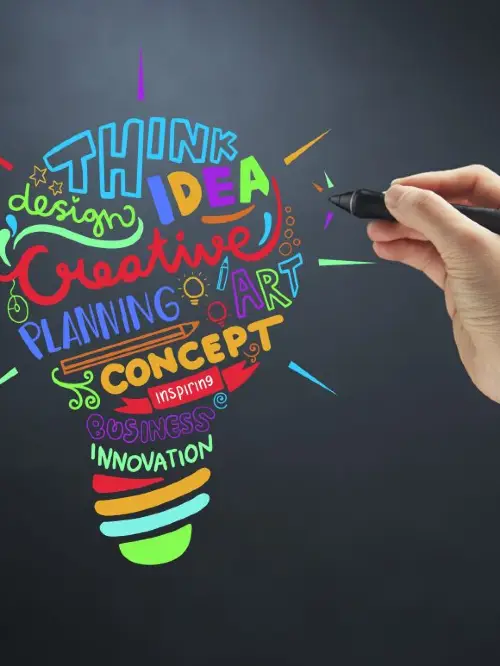 THINK
IDEA
design
Creative
PLANNING
ART
CONCEPT
Inspiring
BUSINESS
INNOVATION